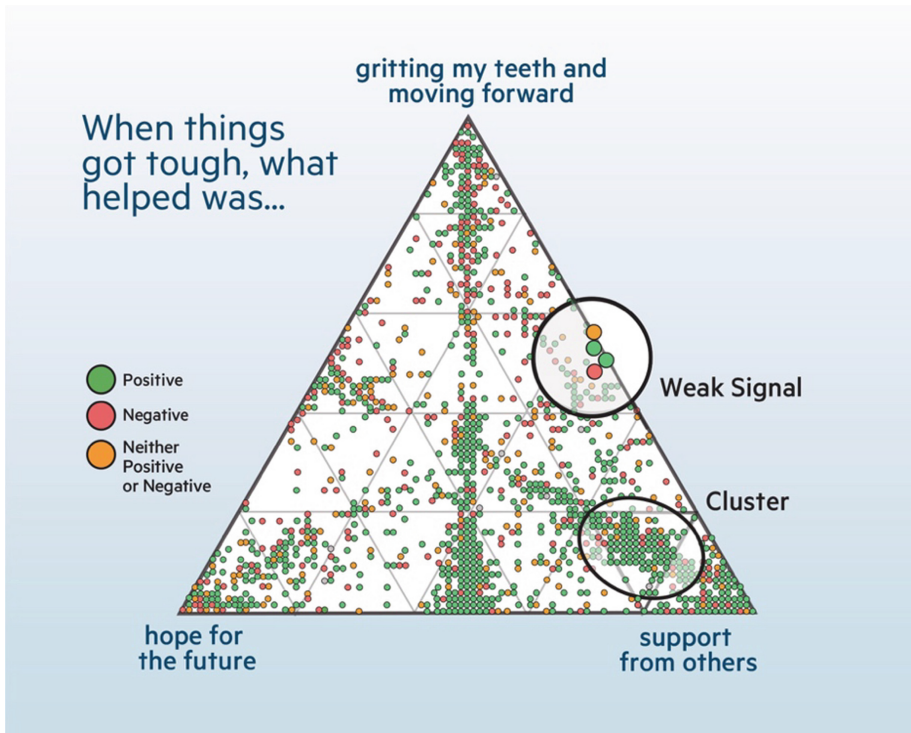 gritting my teeth and
moving forward
When things
got tough, what
helped was...
Positive
Negative
Neither
Positive
or Negative
Weak Signal
Cluster
hope for
the future
support
from others